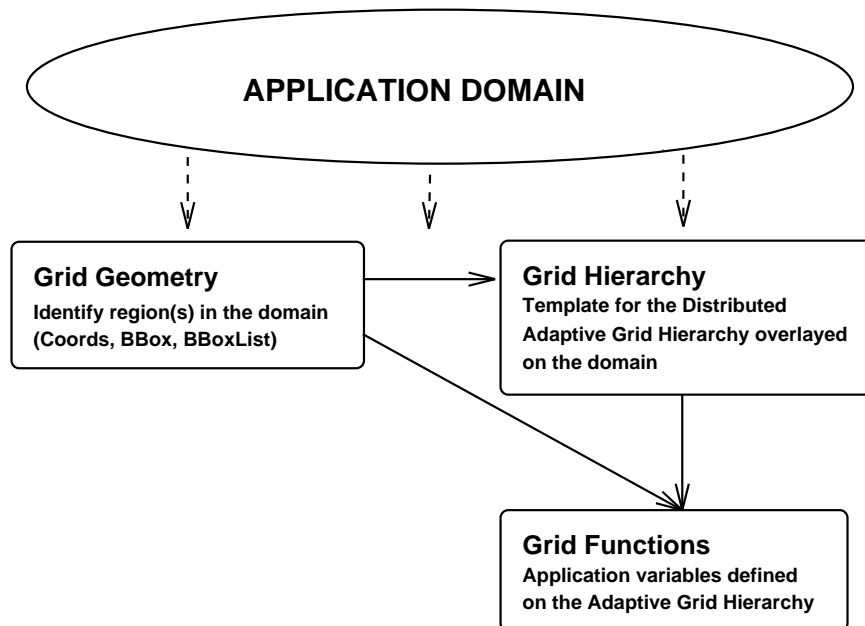 APPLICATION DOMAIN
Grid Geometry
Identify region(s) in the domain
(Coords, BBox, BBoxList)
Grid Hierarchy
Template for the Distributed
Adaptive Grid Hierarchy overlayed
on the domain
Grid Functions
Application variables defined
on the Adaptive Grid Hierarchy